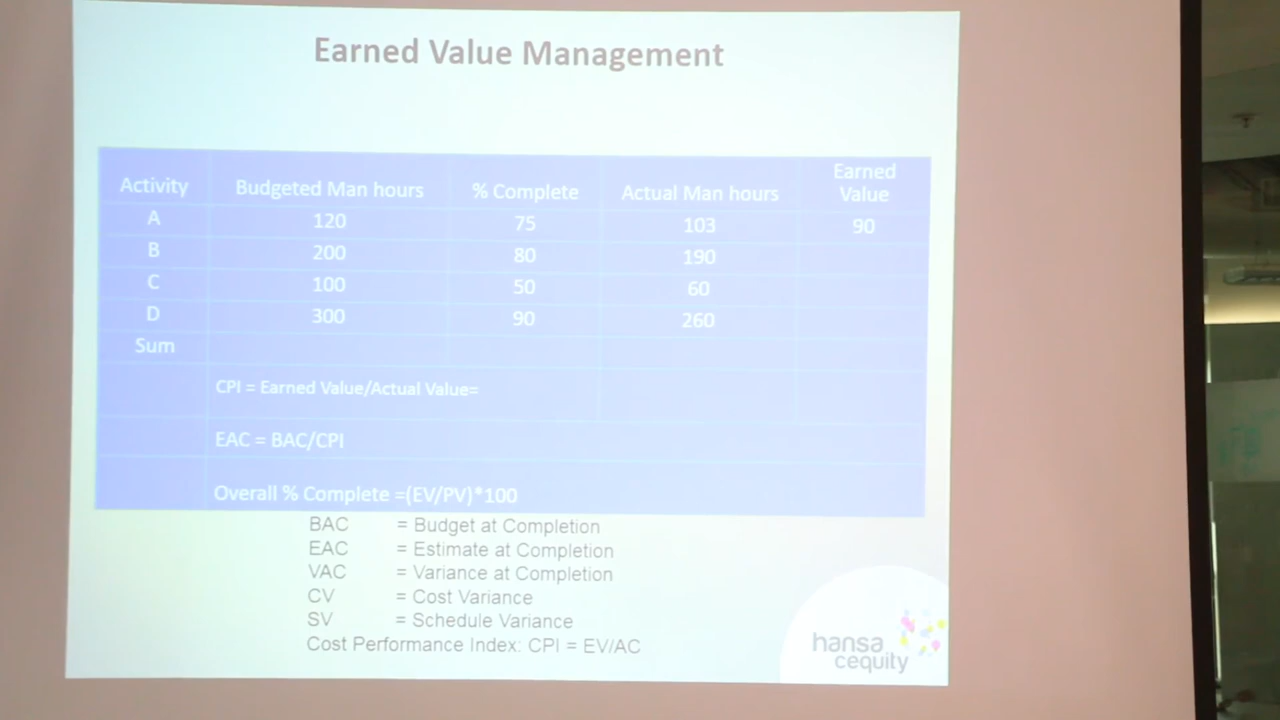 Earned Value Management
Activity Budgeted Man hours % Complete Actual Man hours Earned Value
A 120 75 103 90
B 200 80 190
C 100 50 60
D 300 90 260
Sum
CPI = Earned Value/Actual Value=
EAC = BAC/CPI
Overall % Complete =(EV/PV)*100
BAC = Budget at Completion
EAC = Estimate at Completion
VAC = Variance at Completion
CV = Cost Variance
SV = Schedule Variance
Cost Performance Index: CPI = EV/AC
hansa
cequity